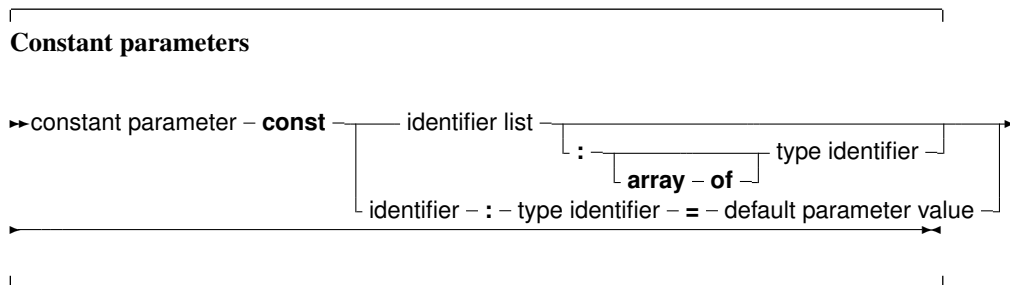 Constant parameters
constant parameter – const – identifier list
: – type identifier
array – of
identifier – : – type identifier – = – default parameter value